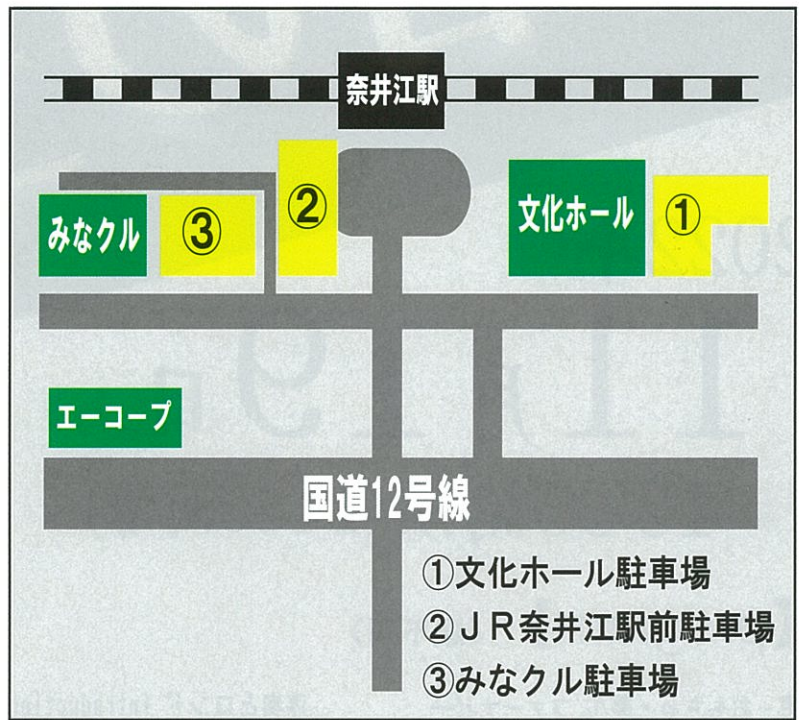 奈井江駅
みなクル
③
②
文化ホール
①
エーコープ
国道12号線
①文化ホール駐車場
②ＪＲ奈井江駅前駐車場
③みなクル駐車場